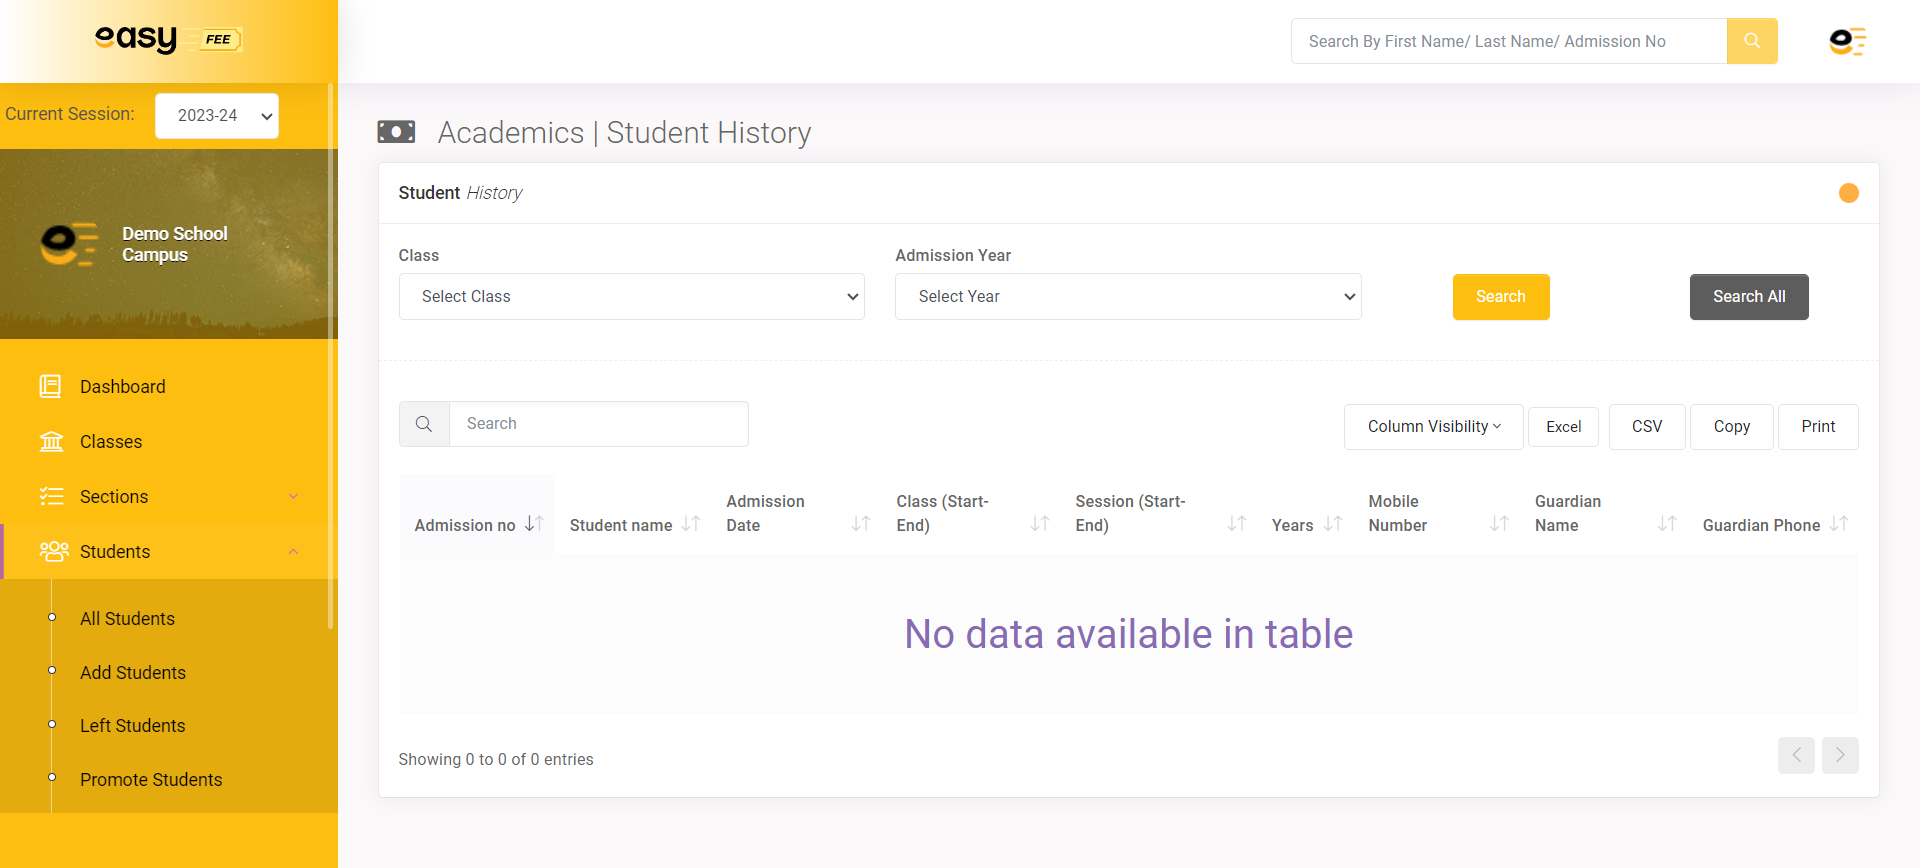 easy FEE
Search By First Name/ Last Name/ Admission No
Current Session: 2023-24
Demo School
Campus
Dashboard
Classes
Sections
Students
All Students
Add Students
Left Students
Promote Students
Academics | Student History
Student History
Class
Admission Year
Select Class
Select Year
Search
Search All
Search
Column Visibility
Excel
CSV
Copy
Print
Admission no
Student name
Admission
Date
Class (Start-
End)
Session (Start-
End)
Years
Mobile
Number
Guardian
Name
Guardian Phone
No data available in table
Showing 0 to 0 of 0 entries